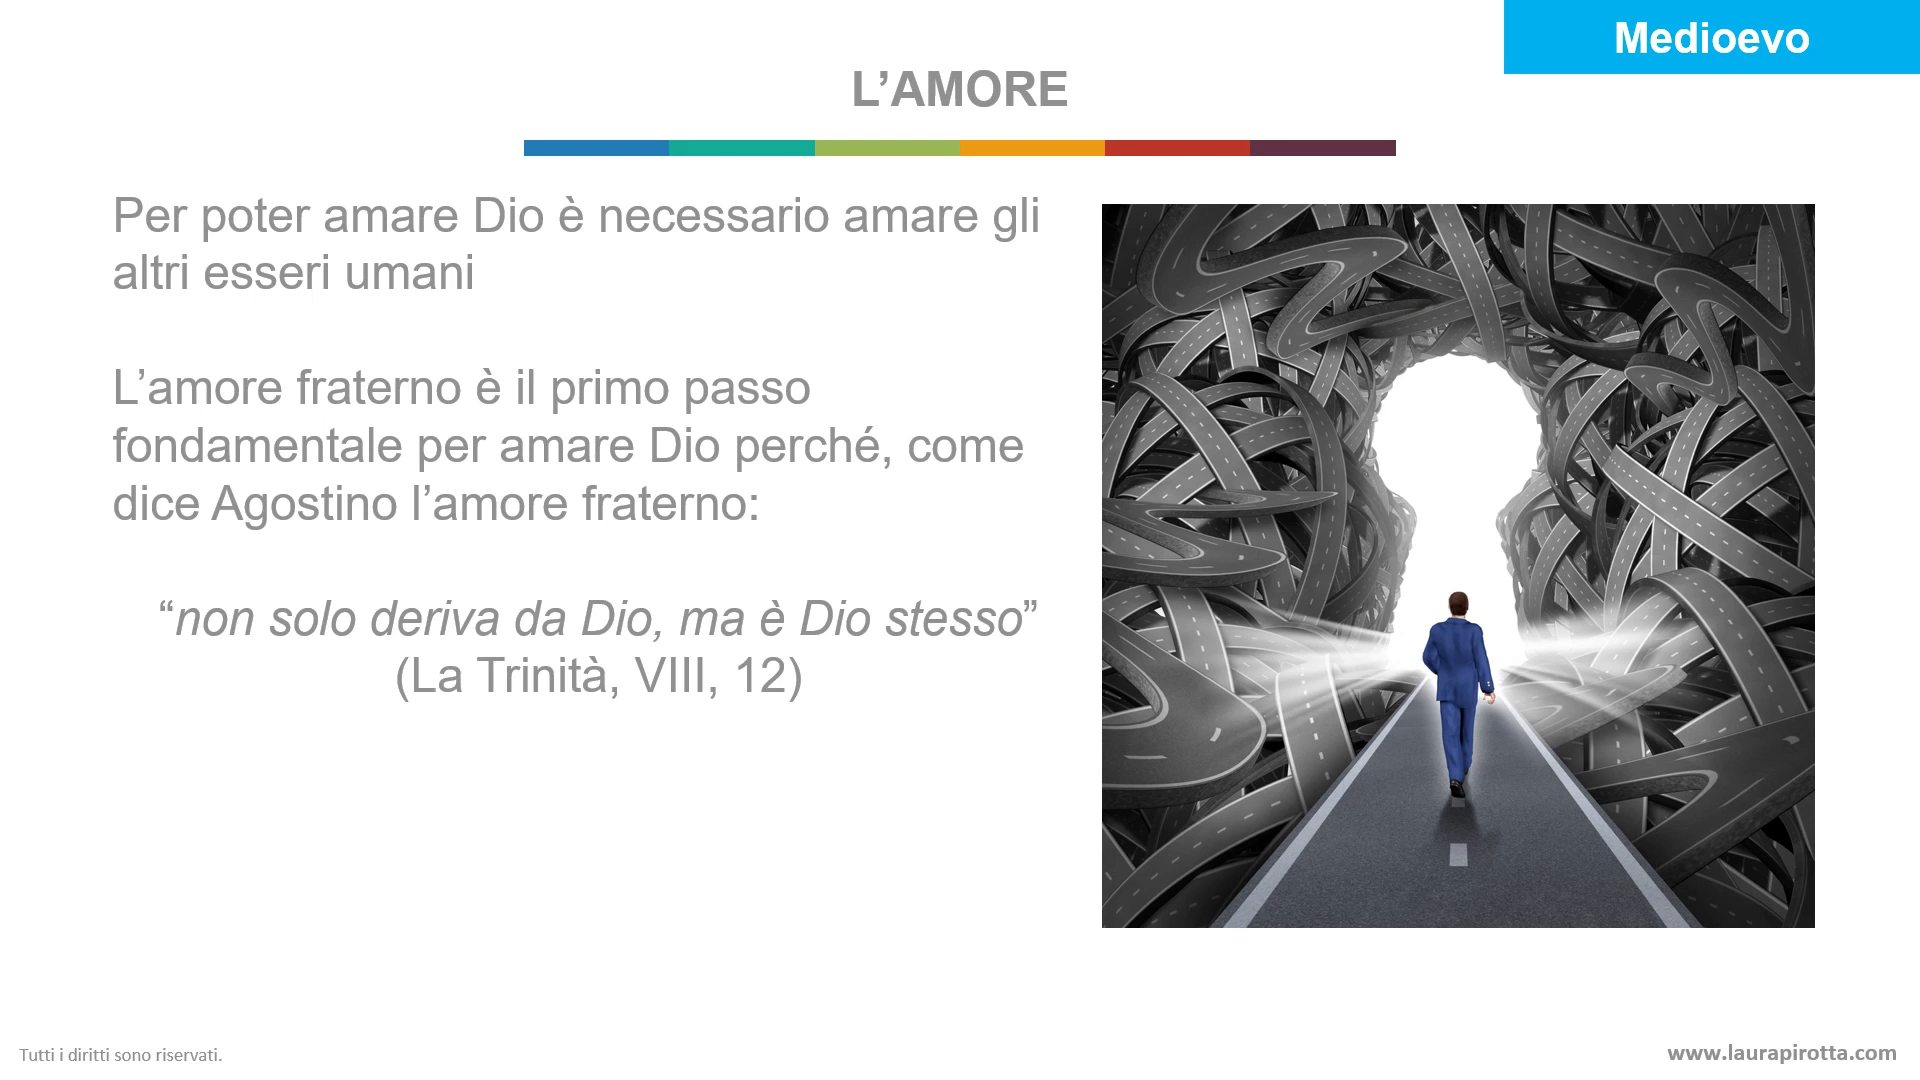 Medioevo
L’AMORE
Per poter amare Dio è necessario amare gli
altri esseri umani
L’amore fraterno è il primo passo
fondamentale per amare Dio perché, come
dice Agostino l’amore fraterno:
“non solo deriva da Dio, ma è Dio stesso”
(La Trinità, VIII, 12)
Tutti i diritti sono riservati.
www.laurapirotta.com